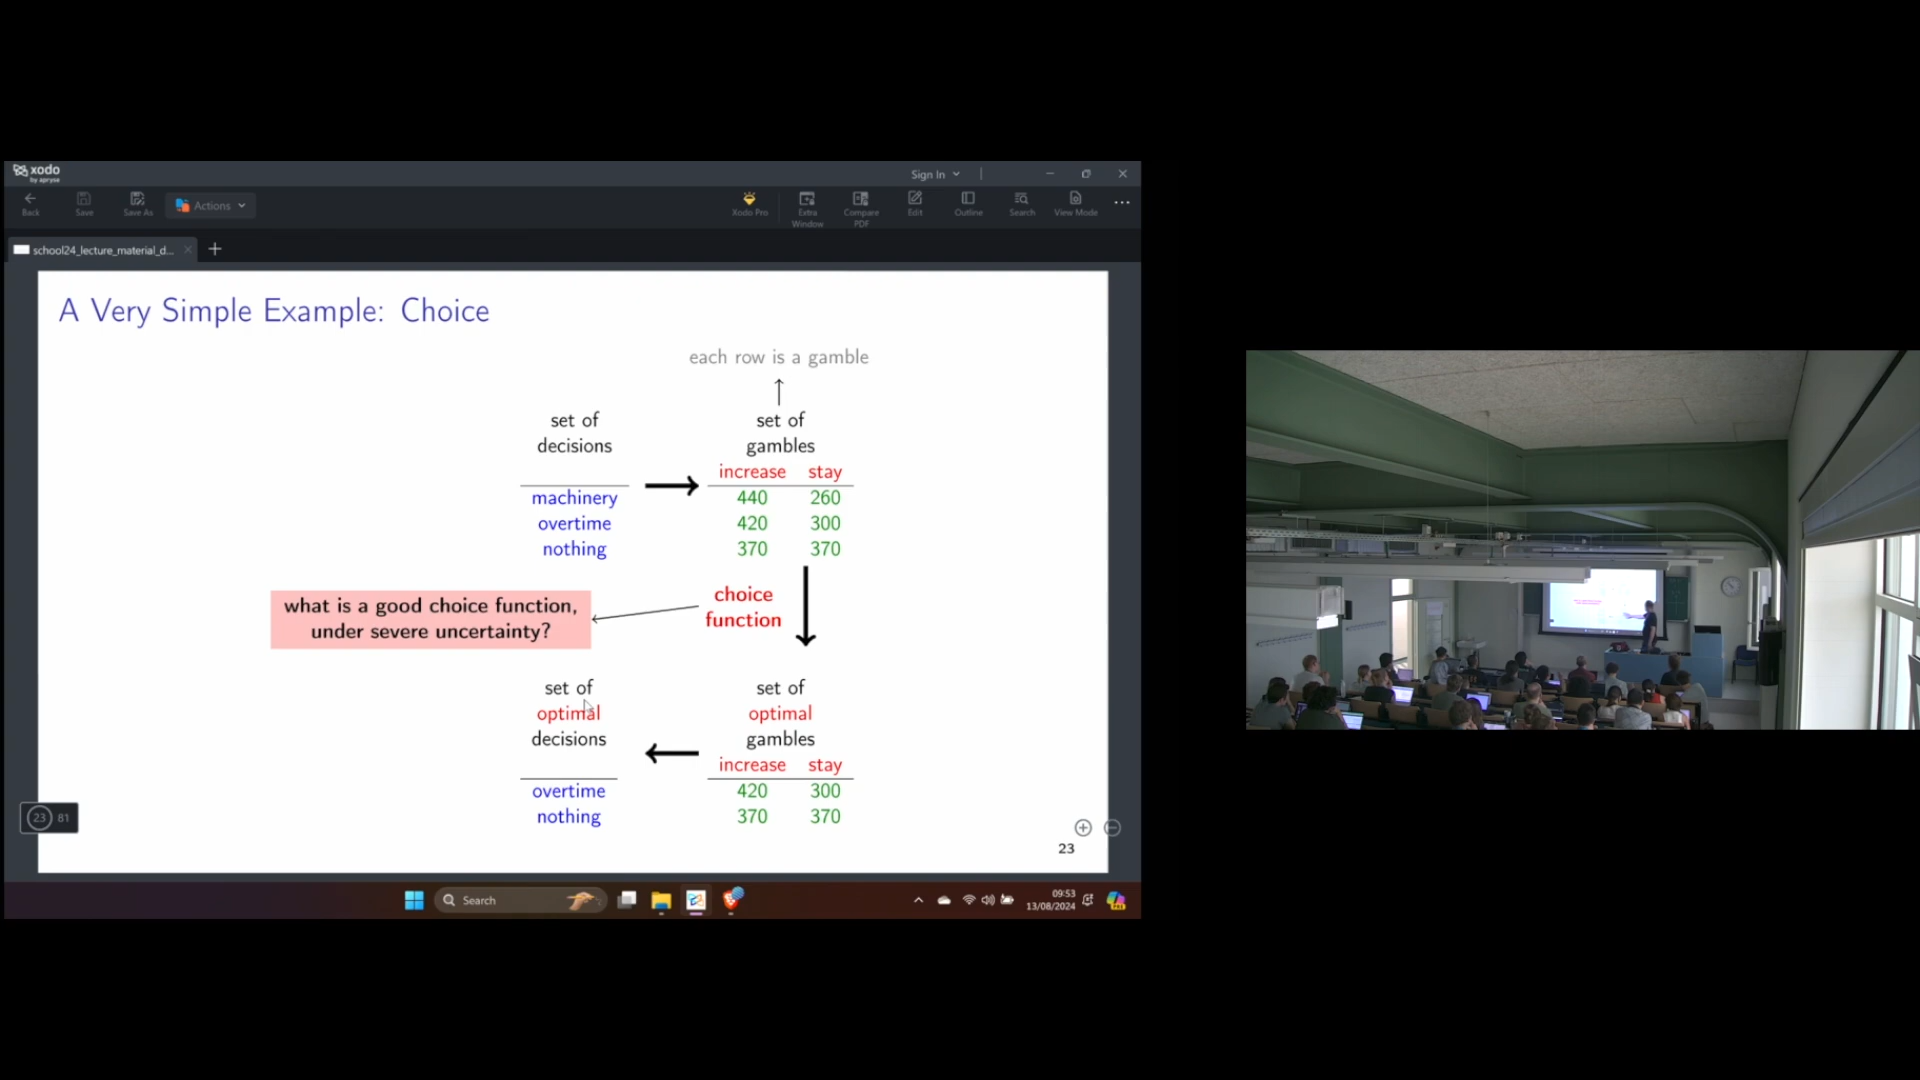 xodo
by apryse
Sign In
Back
Save
Save As
Actions
Xodo Pro
Extra Window
Compare PDF
Edit
Outline
Search
View Mode
school24_lecture_material_d...
A Very Simple Example: Choice
each row is a gamble
set of decisions
set of gambles
increase stay
machinery 440 260
overtime 420 300
nothing 370 370
what is a good choice function,
under severe uncertainty?
choice
function
set of optimal decisions
set of optimal gambles
increase stay
overtime 420 300
nothing 370 370
23 81
23
Search
09:53
13/08/2024